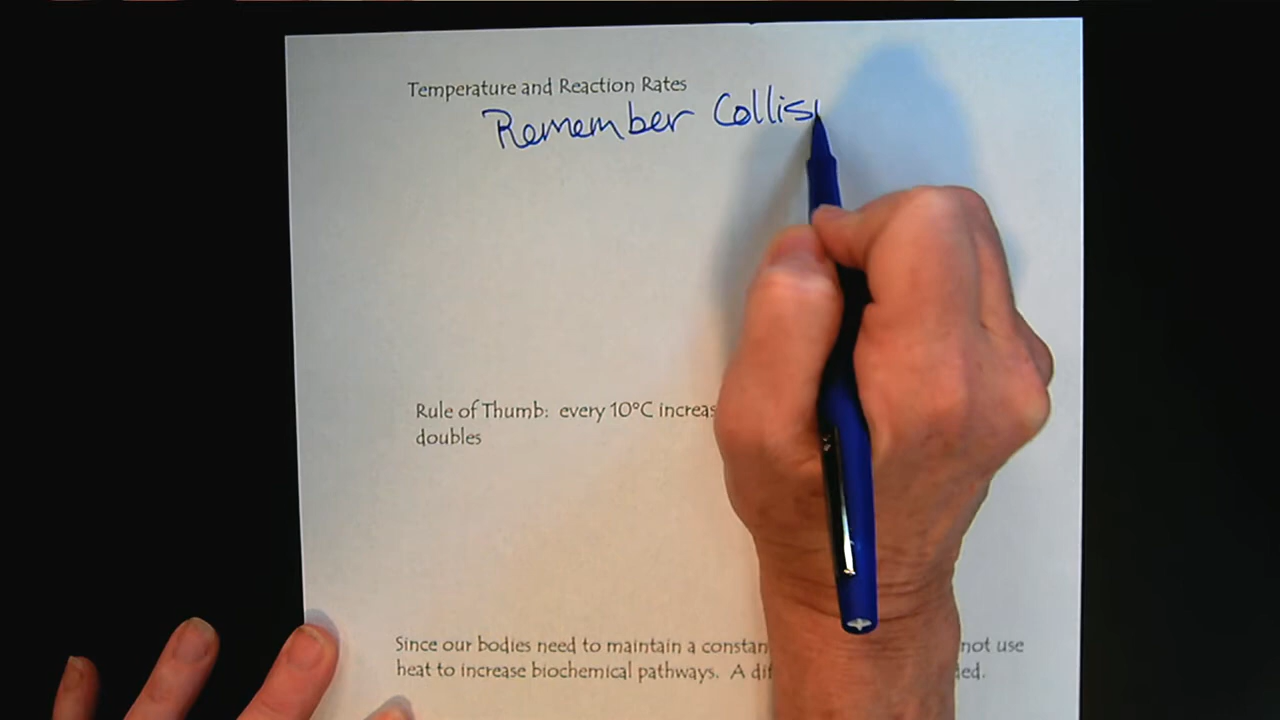 Temperature and Reaction Rates
Remember Collisi
Rule of Thumb: every 10°C increas
doubles
Since our bodies need to maintain a constan not use
heat to increase biochemical pathways. A dif ed.